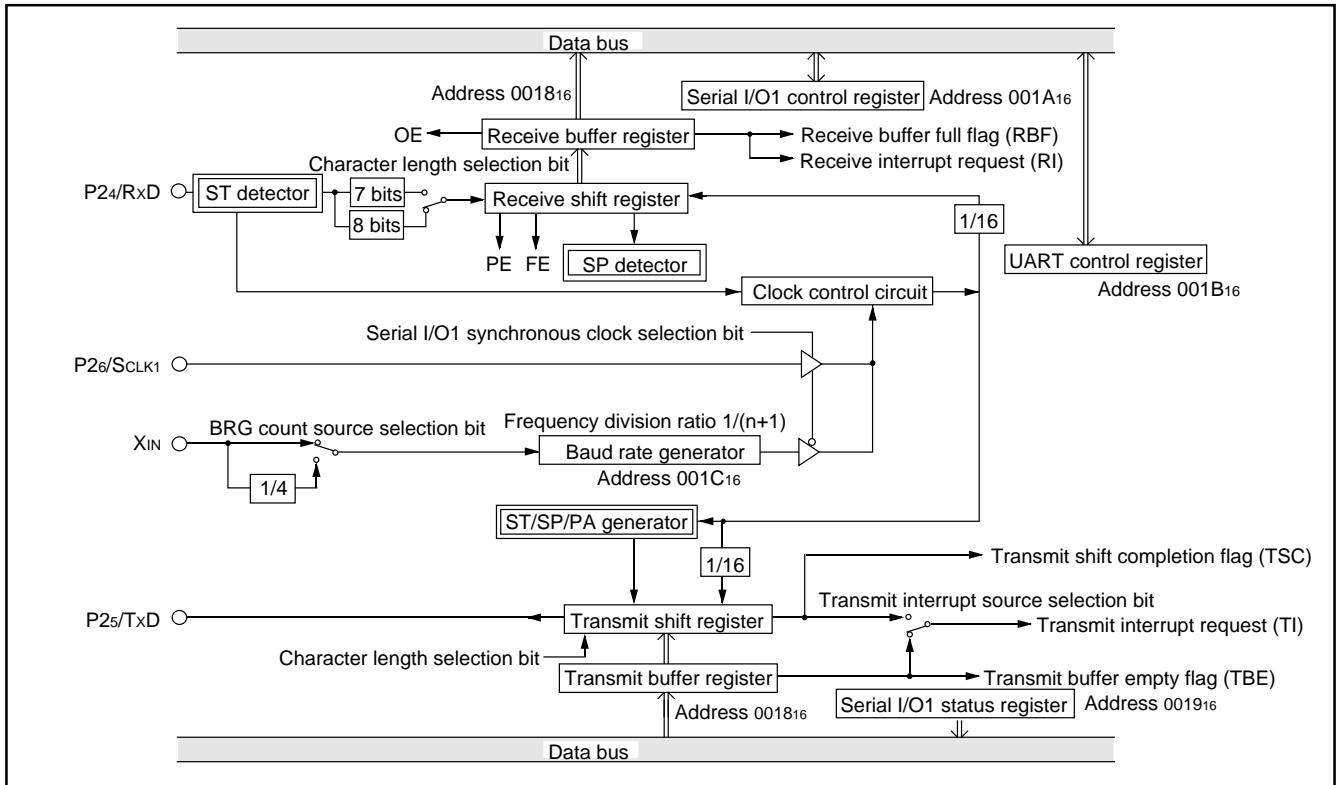 Data bus
Address 0018₁₆
Serial I/O1 control register Address 001A₁₆
OE Receive buffer register Receive buffer full flag (RBF)
Receive interrupt request (RI)
Character length selection bit
P2₄/RxD ST detector 7 bits Receive shift register
8 bits 1/16
PE FE SP detector UART control register
Clock control circuit Address 001B₁₆
Serial I/O1 synchronous clock selection bit
P2₆/SCLK1
BRG count source selection bit Frequency division ratio 1/(n+1)
XIN Baud rate generator
1/4 Address 001C₁₆
ST/SP/PA generator
1/16 Transmit shift completion flag (TSC)
Transmit interrupt source selection bit
P2₅/TxD Transmit shift register Transmit interrupt request (TI)
Character length selection bit
Transmit buffer register Transmit buffer empty flag (TBE)
Address 0018₁₆ Serial I/O1 status register Address 0019₁₆
Data bus